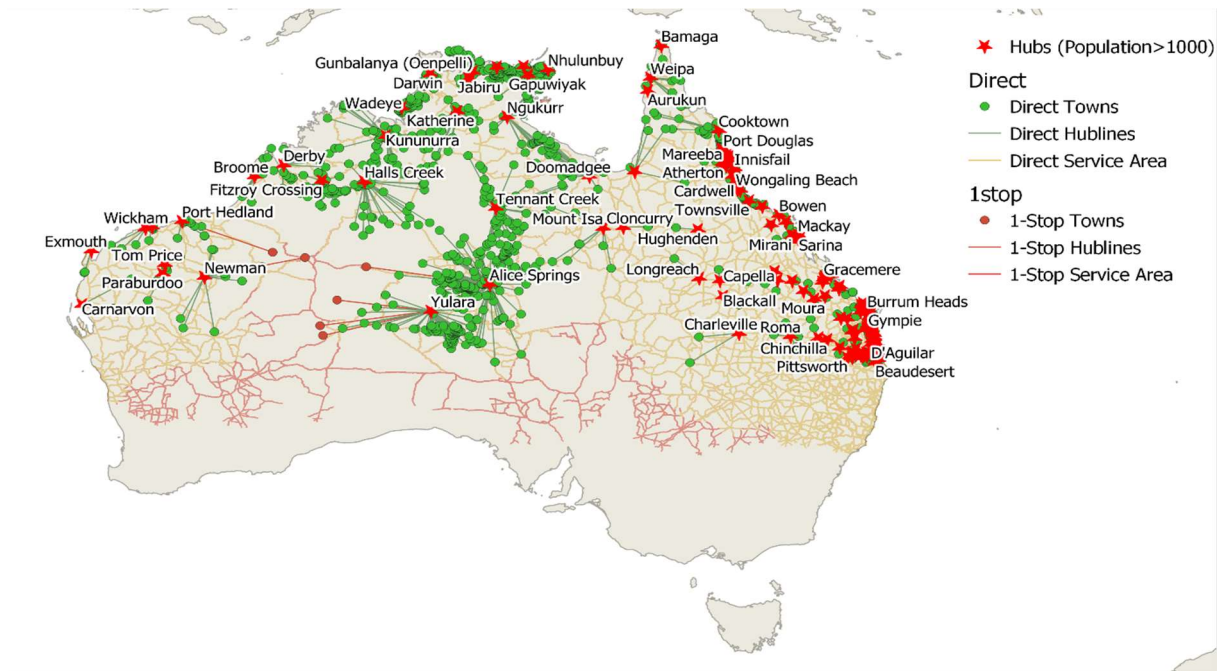 Bamaga
Hubs (Population>1000)
Gunbalanya (Oenpelli)
Nhulunbuy
Weipa
Direct
Darwin
Jabiru
Gapuwiyak
Wadeye
Aurukun
Direct Towns
Katherine
Ngukurr
Cooktown
Direct Hublines
Kununurra
Port Douglas
Derby
Mareeba
Innisfail
Direct Service Area
Broome
Halls Creek
Doomadgee
Atherton
Wongaling Beach
Fitzroy Crossing
Cardwell
1stop
Tennant Creek
Townsville
Bowen
Wickham
Port Hedland
Mount Isa
Cloncurry
1-Stop Towns
Mackay
Exmouth
Hughenden
Mirani
Sarina
1-Stop Hublines
Tom Price
Newman
Longreach
Capella
Gracemere
1-Stop Service Area
Paraburdoo
Alice Springs
Carnarvon
Yulara
Blackall
Moura
Burrum Heads
Gympie
Charleville
Roma
Chinchilla
D'Aguilar
Pittsworth
Beaudesert